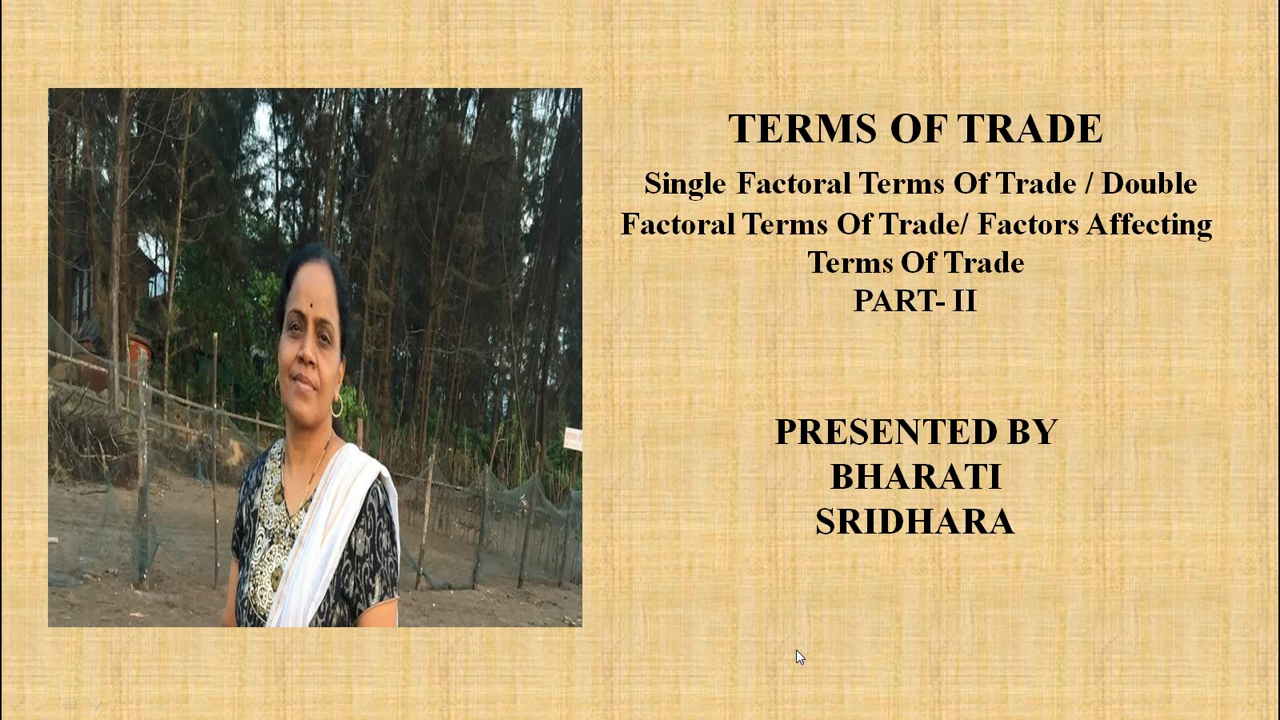 TERMS OF TRADE
Single Factoral Terms Of Trade / Double
Factoral Terms Of Trade/ Factors Affecting
Terms Of Trade
PART- II
PRESENTED BY
BHARATI
SRIDHARA